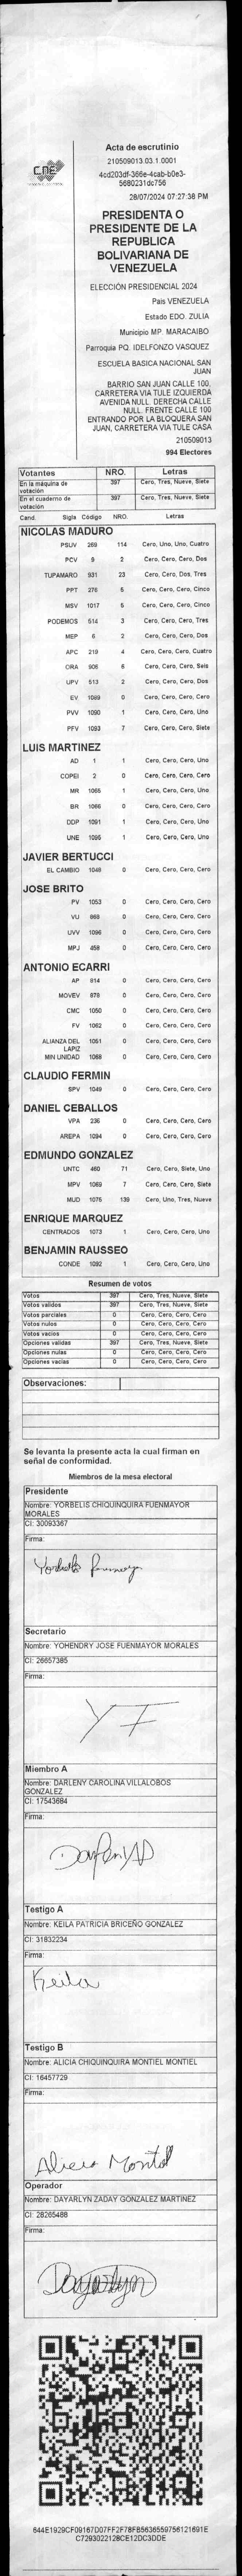 CNE
Acta de escrutinio
210509013.03.1.0001
4cd203df-366e-4cab-b0e3-
5680231dc756
28/07/2024 07:27:36 PM
PRESIDENTA O
PRESIDENTE DE LA
REPUBLICA
BOLIVARIANA DE
VENEZUELA
ELECCIÓN PRESIDENCIAL 2024
Pais VENEZUELA
Estado EDO. ZULIA
Municipio MP. MARACAIBO
Parroquia PQ. IDELFONZO VASQUEZ
ESCUELA BASICA NACIONAL SAN
JUAN
BARRIO SAN JUAN CALLE 100,
CARRETERA VIA TULE IZQUIERDA
AVENIDA NULL. DERECHA CALLE
NULL. FRENTE CALLE 100
ENTRANDO POR LA BLOQUERA SAN
JUAN, CARRETERA VIA TULE CASA
210509013
994 Electores
Votantes NRO. Letras
En la máquina de votación 397 Cero, Tres, Nueve, Siete
En el cuaderno de votación 397 Cero, Tres, Nueve, Siete
Cand. Sigla Código NRO. Letras
NICOLAS MADURO
PSUV 269 114 Cero, Uno, Uno, Cuatro
PCV 9 2 Cero, Cero, Cero, Dos
TUPAMARO 931 23 Cero, Cero, Dos, Tres
PPT 276 5 Cero, Cero, Cero, Cinco
MSV 1017 5 Cero, Cero, Cero, Cinco
PODEMOS 514 3 Cero, Cero, Cero, Tres
MEP 6 2 Cero, Cero, Cero, Dos
APC 219 4 Cero, Cero, Cero, Cuatro
ORA 906 6 Cero, Cero, Cero, Seis
UPV 513 2 Cero, Cero, Cero, Dos
EV 1089 0 Cero, Cero, Cero, Cero
PVV 1090 1 Cero, Cero, Cero, Uno
PFV 1093 7 Cero, Cero, Cero, Siete
LUIS MARTINEZ
AD 1 1 Cero, Cero, Cero, Uno
COPEI 2 0 Cero, Cero, Cero, Cero
MR 1065 1 Cero, Cero, Cero, Uno
BR 1066 0 Cero, Cero, Cero, Cero
DDP 1091 1 Cero, Cero, Cero, Uno
UNE 1095 1 Cero, Cero, Cero, Uno
JAVIER BERTUCCI
EL CAMBIO 1048 0 Cero, Cero, Cero, Cero
JOSE BRITO
PV 1053 0 Cero, Cero, Cero, Cero
VU 868 0 Cero, Cero, Cero, Cero
UVV 1096 0 Cero, Cero, Cero, Cero
MPJ 458 0 Cero, Cero, Cero, Cero
ANTONIO ECARRI
AP 814 0 Cero, Cero, Cero, Cero
MOVEV 878 0 Cero, Cero, Cero, Cero
CMC 1050 0 Cero, Cero, Cero, Cero
FV 1062 0 Cero, Cero, Cero, Cero
ALIANZA DEL LAPIZ 1051 0 Cero, Cero, Cero, Cero
MIN UNIDAD 1068 0 Cero, Cero, Cero, Cero
CLAUDIO FERMIN
SPV 1049 0 Cero, Cero, Cero, Cero
DANIEL CEBALLOS
VPA 236 0 Cero, Cero, Cero, Cero
AREPA 1094 0 Cero, Cero, Cero, Cero
EDMUNDO GONZALEZ
UNTC 460 71 Cero, Cero, Siete, Uno
MPV 1069 7 Cero, Cero, Cero, Siete
MUD 1075 139 Cero, Uno, Tres, Nueve
ENRIQUE MARQUEZ
CENTRADOS 1073 1 Cero, Cero, Cero, Uno
BENJAMIN RAUSSEO
CONDE 1092 1 Cero, Cero, Cero, Uno
Resumen de votos
Votos 397 Cero, Tres, Nueve, Siete
Votos validos 397 Cero, Tres, Nueve, Siete
Votos parciales 0 Cero, Cero, Cero, Cero
Votos nulos 0 Cero, Cero, Cero, Cero
Votos vacios 0 Cero, Cero, Cero, Cero
Opciones validas 397 Cero, Tres, Nueve, Siete
Opciones nulas 0 Cero, Cero, Cero, Cero
Opciones vacias 0 Cero, Cero, Cero, Cero
Observaciones:
Se levanta la presente acta la cual firman en
señal de conformidad.
Miembros de la mesa electoral
Presidente
Nombre: YORBELIS CHIQUINQUIRA FUENMAYOR
MORALES
CI: 30093367
Firma:
Secretario
Nombre: YOHENDRY JOSE FUENMAYOR MORALES
CI: 26657385
Firma:
Y F
Miembro A
Nombre: DARLENY CAROLINA VILLALOBOS
GONZALEZ
CI: 17543684
Firma:
Testigo A
Nombre: KEILA PATRICIA BRICEÑO GONZALEZ
CI: 31832234
Firma:
Keila
Testigo B
Nombre: ALICIA CHIQUINQUIRA MONTIEL MONTIEL
CI: 16457729
Firma:
Alicia Montiel
Operador
Nombre: DAYARLYN ZADAY GONZALEZ MARTINEZ
CI: 28265488
Firma:
Dayarlyn
644E1929CF09167D07FF2F78FB5636559756121691E
C7293022128CE12DC3DDE